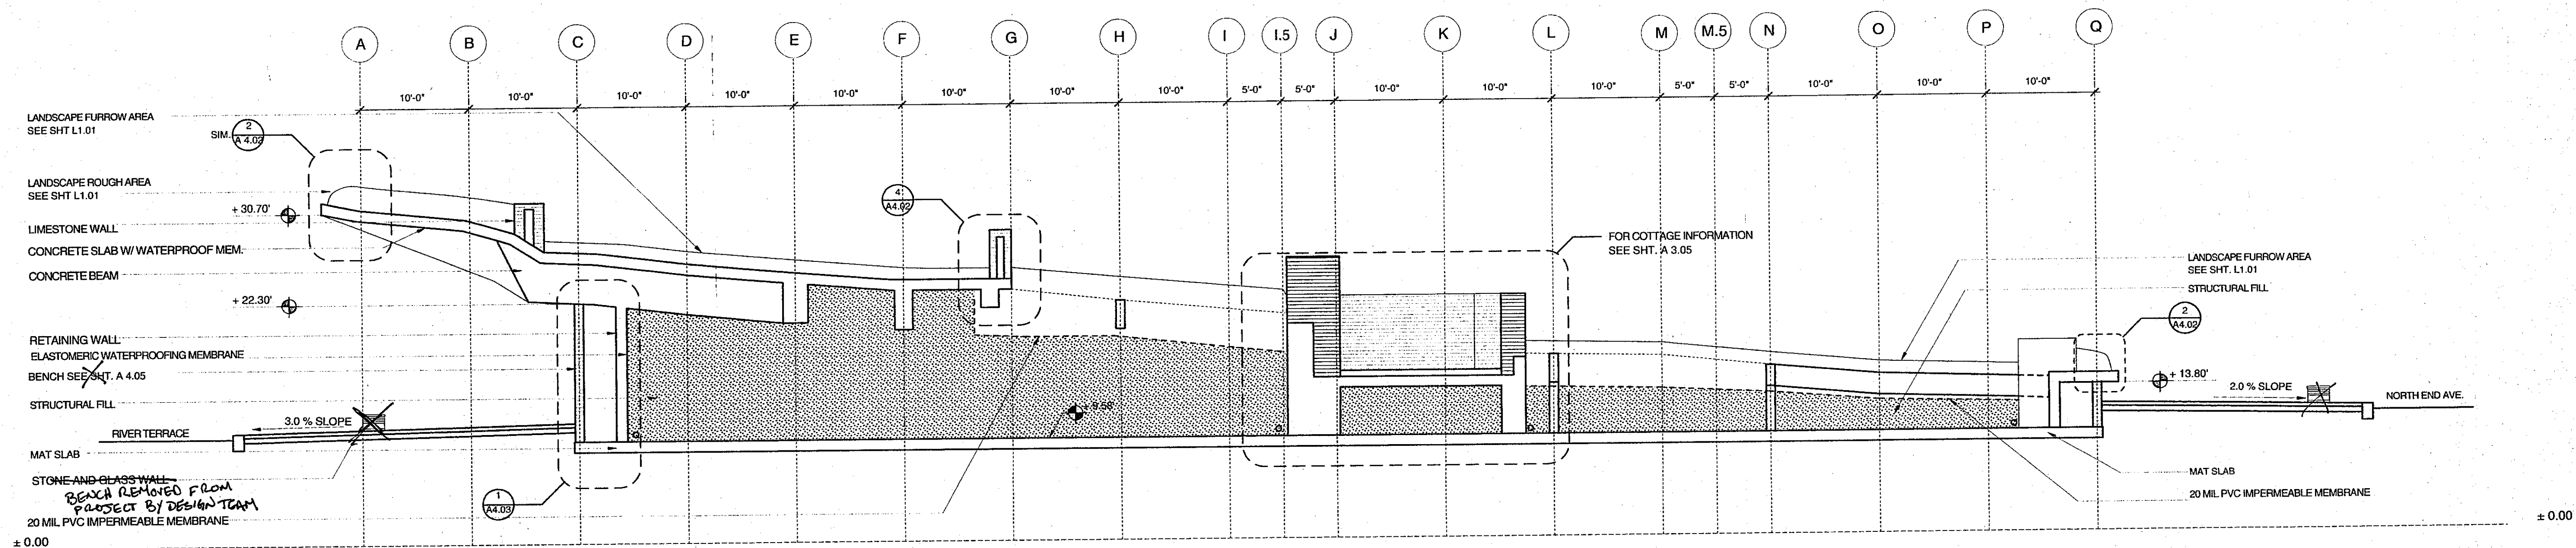 A B C D E F G H I I.5 J K L M M.5 N O P Q
10'-0" 10'-0" 10'-0" 10'-0" 10'-0" 10'-0" 10'-0" 10'-0" 5'-0" 5'-0" 10'-0" 10'-0" 10'-0" 5'-0" 5'-0" 10'-0" 10'-0" 10'-0"
LANDSCAPE FURROW AREA
SEE SHT L1.01
SIM.
2
A 4.02
LANDSCAPE ROUGH AREA
SEE SHT L1.01
+ 30.70'
LIMESTONE WALL
CONCRETE SLAB W/ WATERPROOF MEM.
CONCRETE BEAM
+ 22.30'
RETAINING WALL
ELASTOMERIC WATERPROOFING MEMBRANE
BENCH SEE SHT. A 4.05
STRUCTURAL FILL
3.0 % SLOPE
RIVER TERRACE
MAT SLAB
STONE AND GLASS WALL
BENCH REMOVED FROM
PROJECT BY DESIGN TEAM
20 MIL PVC IMPERMEABLE MEMBRANE
± 0.00
1
A4.03
4
A4.02
FOR COTTAGE INFORMATION
SEE SHT. A 3.05
LANDSCAPE FURROW AREA
SEE SHT. L1.01
STRUCTURAL FILL
2
A4.02
+ 13.80'
2.0 % SLOPE
NORTH END AVE.
MAT SLAB
20 MIL PVC IMPERMEABLE MEMBRANE
± 0.00